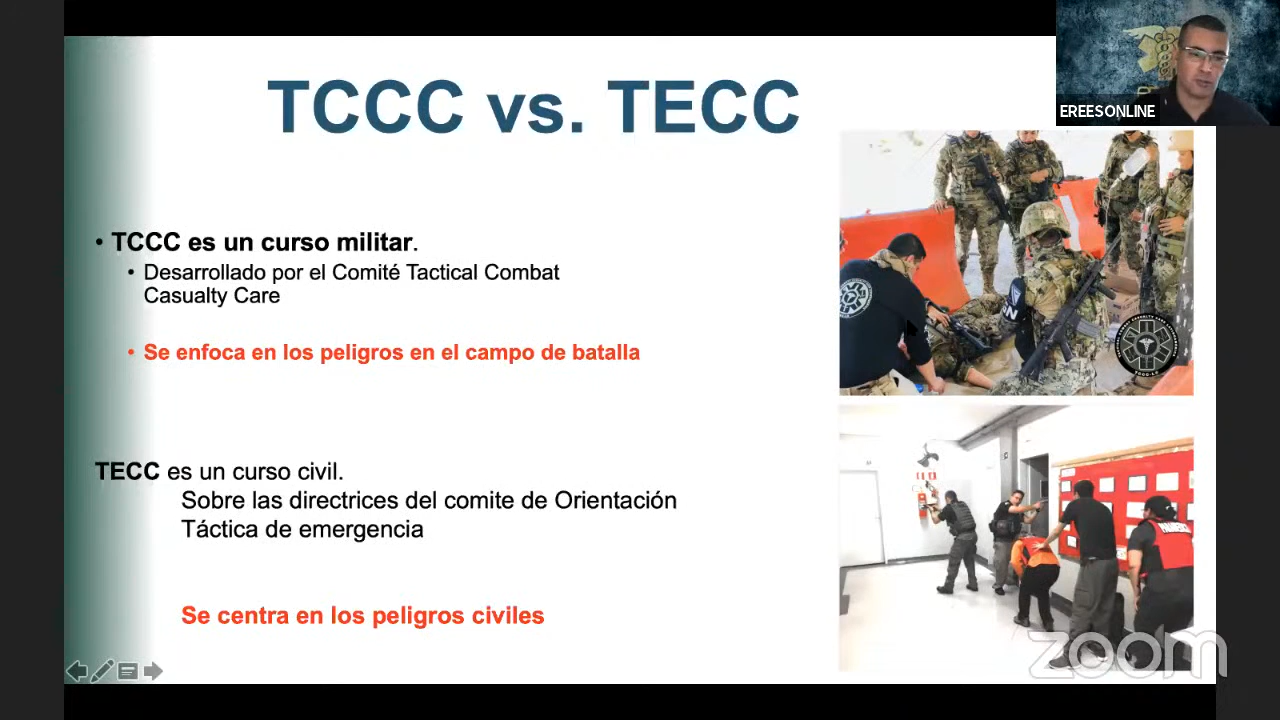 TCCC vs. TECC
EREESONLINE
• TCCC es un curso militar.
• Desarrollado por el Comité Tactical Combat
Casualty Care
• Se enfoca en los peligros en el campo de batalla
TECC es un curso civil.
Sobre las directrices del comite de Orientación
Táctica de emergencia
Se centra en los peligros civiles
zoom